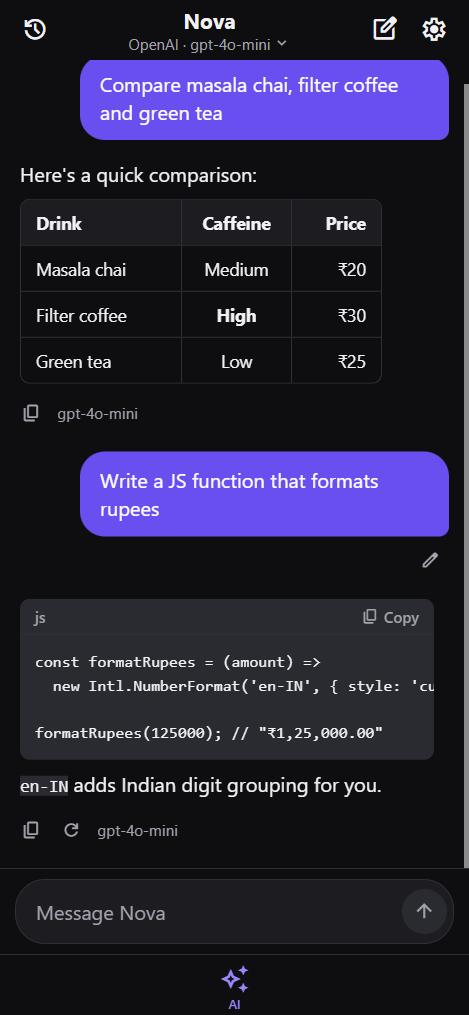 Nova
OpenAI · gpt-4o-mini
Compare masala chai, filter coffee
and green tea
Here's a quick comparison:
Drink Caffeine Price
Masala chai Medium ₹20
Filter coffee High ₹30
Green tea Low ₹25
gpt-4o-mini
Write a JS function that formats
rupees
js Copy
const formatRupees = (amount) =>
new Intl.NumberFormat('en-IN', { style: 'cu
formatRupees(125000); // "₹1,25,000.00"
en-IN adds Indian digit grouping for you.
gpt-4o-mini
Message Nova
AI